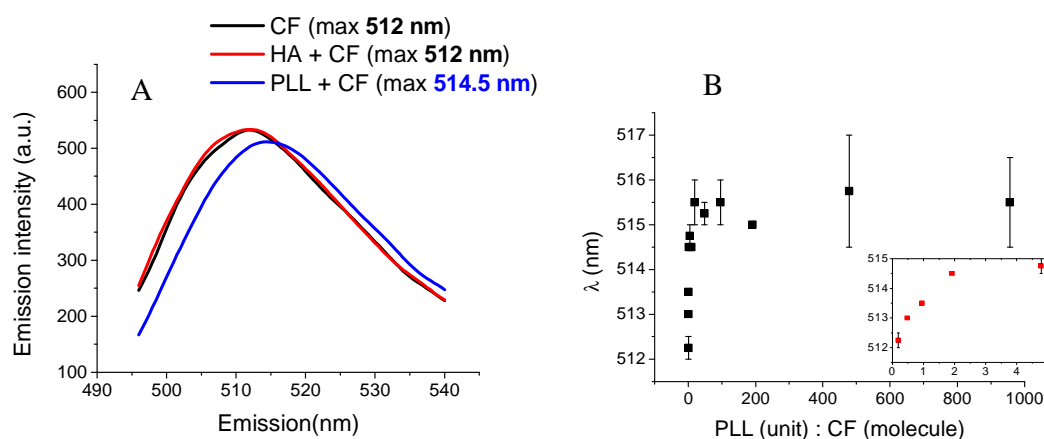 CF (max 512 nm)
HA + CF (max 512 nm)
PLL + CF (max 514.5 nm)
A
600
500
400
300
200
100
490 500 510 520 530 540
Emission intensity (a.u.)
Emission(nm)
B
517
516
515
514
513
512
0 200 400 600 800 1000
λ (nm)
PLL (unit) : CF (molecule)
515
514
513
512
0 1 2 3 4 5